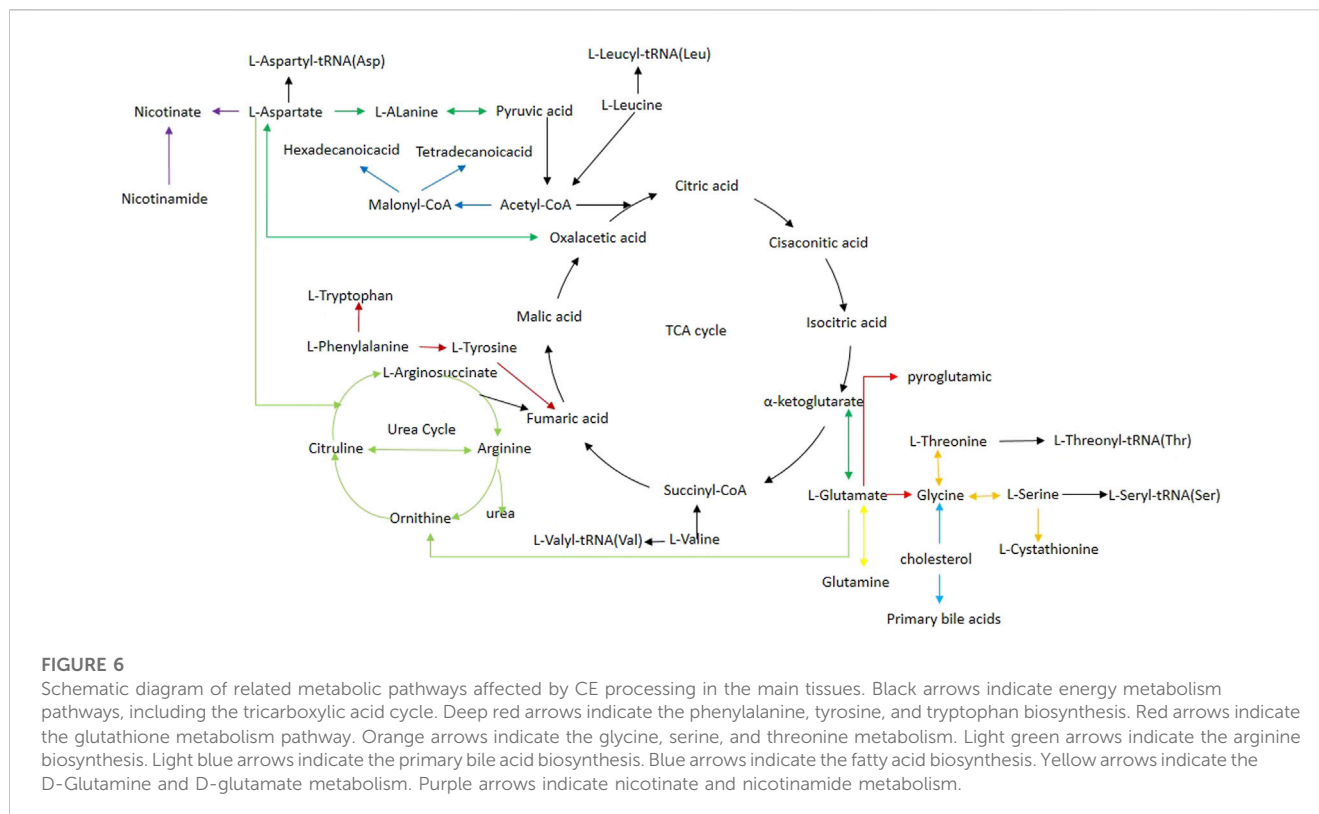 L-Aspartyl-tRNA(Asp)
L-Leucyl-tRNA(Leu)
Nicotinate
L-Aspartate
L-ALanine
Pyruvic acid
L-Leucine
Hexadecanoicacid
Tetradecanoicacid
Nicotinamide
Malonyl-CoA
Acetyl-CoA
Citric acid
Oxalacetic acid
Cisaconitic acid
L-Tryptophan
Malic acid
TCA cycle
Isocitric acid
L-Phenylalanine
L-Tyrosine
L-Arginosuccinate
pyroglutamic
α-ketoglutarate
Fumaric acid
Urea Cycle
Citruline
Arginine
L-Threonine
L-Threonyl-tRNA(Thr)
Succinyl-CoA
L-Glutamate
Glycine
L-Serine
L-Seryl-tRNA(Ser)
Ornithine
urea
L-Valyl-tRNA(Val)
L-Valine
L-Cystathionine
cholesterol
Glutamine
Primary bile acids
FIGURE 6
Schematic diagram of related metabolic pathways affected by CE processing in the main tissues. Black arrows indicate energy metabolism
pathways, including the tricarboxylic acid cycle. Deep red arrows indicate the phenylalanine, tyrosine, and tryptophan biosynthesis. Red arrows indicate
the glutathione metabolism pathway. Orange arrows indicate the glycine, serine, and threonine metabolism. Light green arrows indicate the arginine
biosynthesis. Light blue arrows indicate the primary bile acid biosynthesis. Blue arrows indicate the fatty acid biosynthesis. Yellow arrows indicate the
D-Glutamine and D-glutamate metabolism. Purple arrows indicate nicotinate and nicotinamide metabolism.